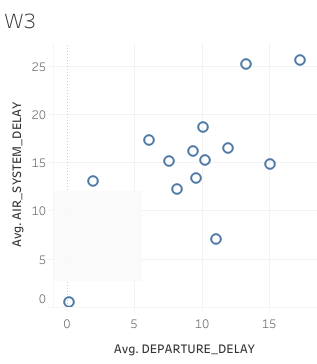 W3
Avg. AIR_SYSTEM_DELAY
25
20
15
10
5
0
0 5 10 15
Avg. DEPARTURE_DELAY